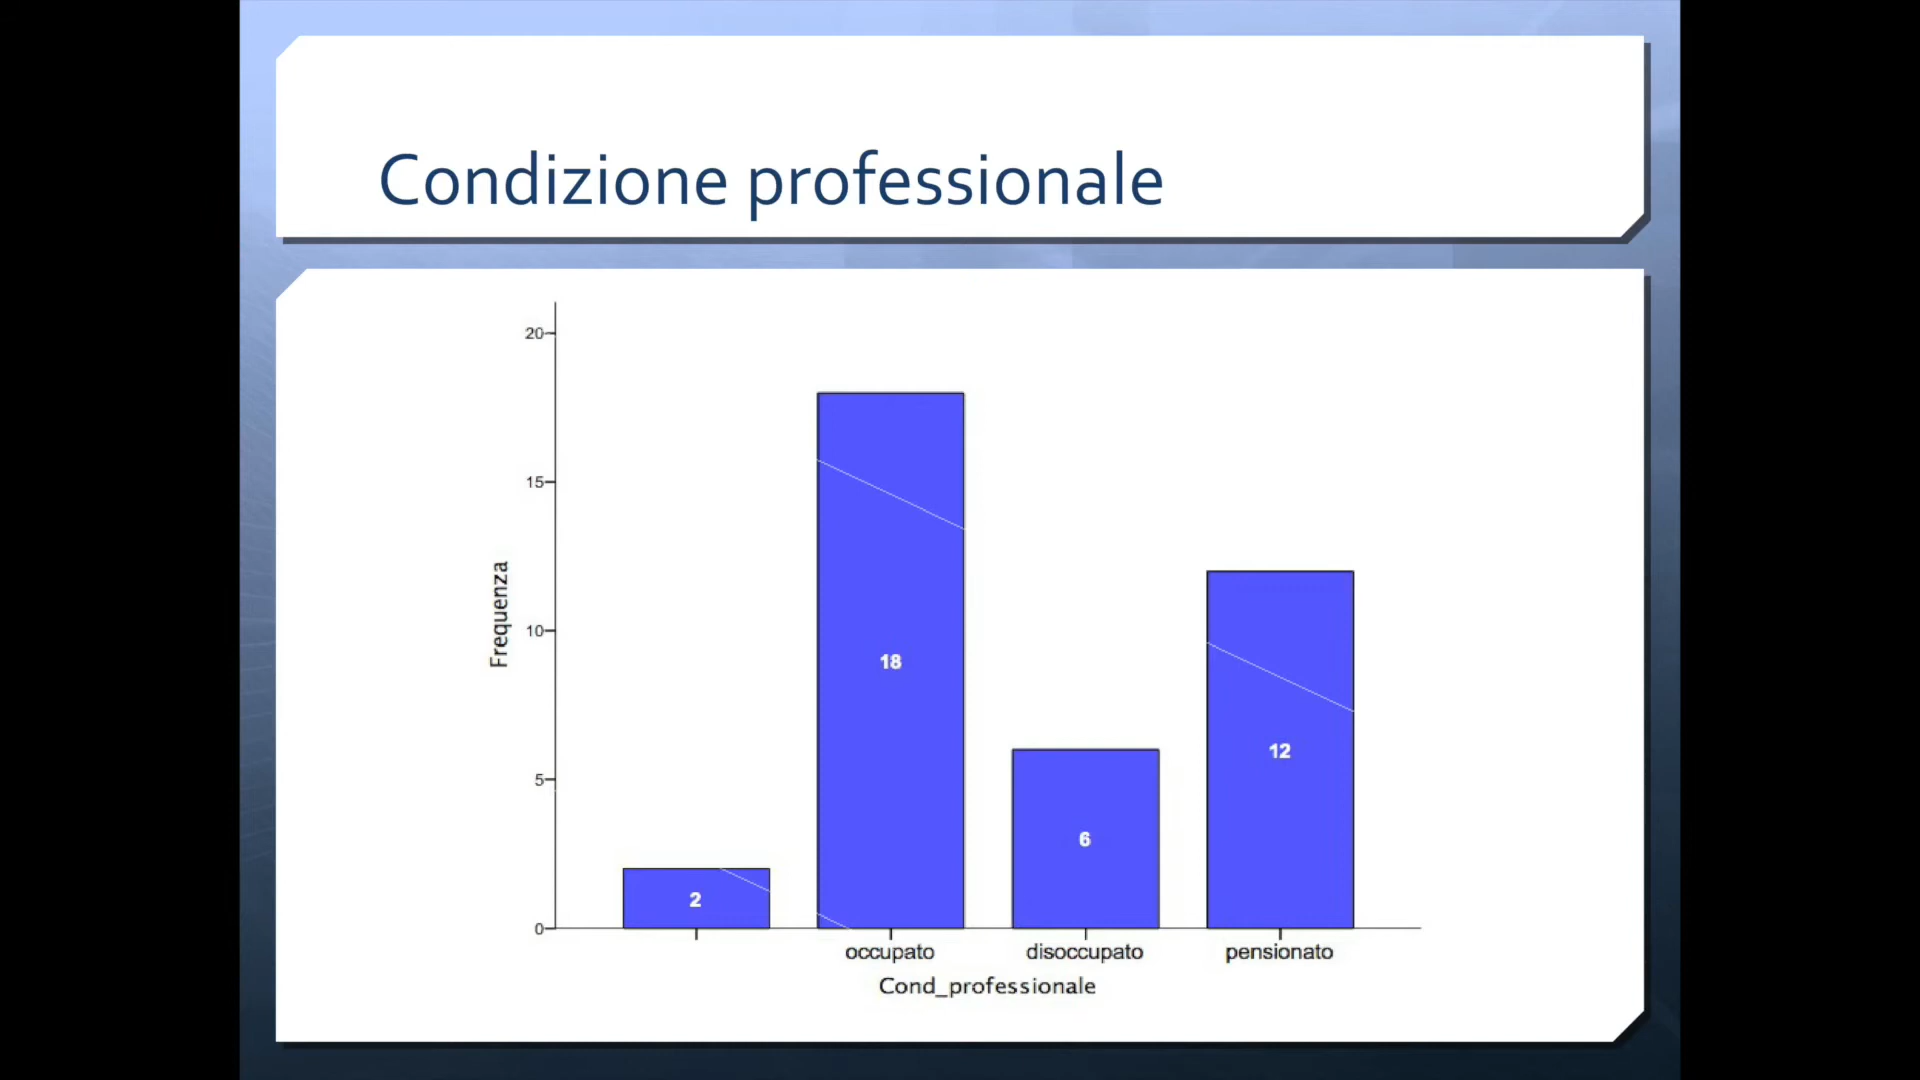 Condizione professionale
20
15
10
5
0
Frequenza
2
18
6
12
occupato
disoccupato
pensionato
Cond_professionale